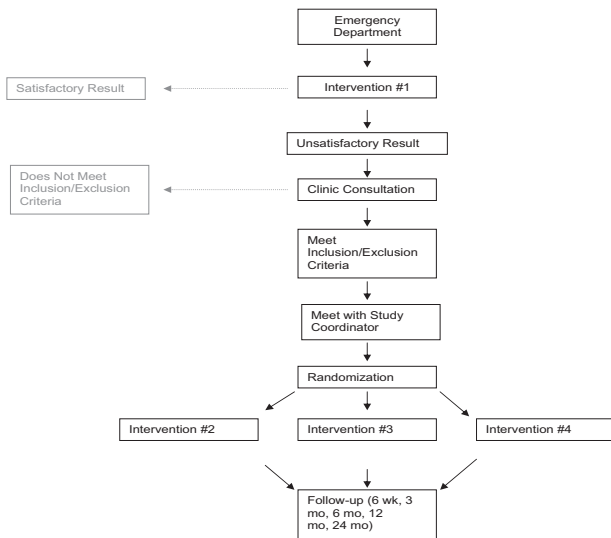 Emergency
Department
Satisfactory Result
Intervention #1
Unsatisfactory Result
Does Not Meet
Inclusion/Exclusion
Criteria
Clinic Consultation
Meet
Inclusion/Exclusion
Criteria
Meet with Study
Coordinator
Randomization
Intervention #2
Intervention #3
Intervention #4
Follow-up (6 wk, 3
mo, 6 mo, 12
mo, 24 mo)